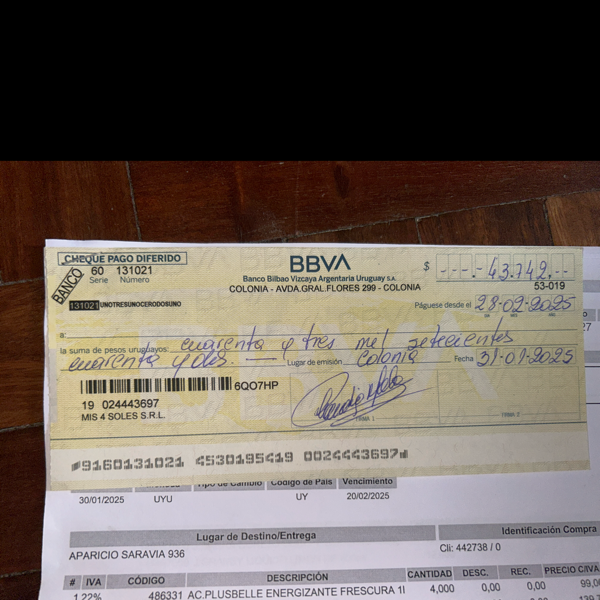 CHEQUE PAGO DIFERIDO
BANCO
60 131021
Serie Número
131021 UNOTRESUNOCERODOSUNO
BBVA
Banco Bilbao Vizcaya Argentaria Uruguay S.A.
COLONIA - AVDA.GRAL.FLORES 299 - COLONIA
$ ----43.742,--
53-019
Páguese desde el 28-02-2025
a
la suma de pesos uruguayos: cuarenta y tres mil setecientos
cuarenta y dos. — Lugar de emisión Colonia Fecha 31-01-2025
6QO7HP
19 024443697
MIS 4 SOLES S.R.L.
FIRMA 1
FIRMA 2
9160131021 4530195419 0024443697
27
Tipo de Cambio Código de País Vencimiento
30/01/2025 UYU UY 20/02/2025
Lugar de Destino/Entrega
Identificación Compra
APARICIO SARAVIA 936
Cli: 442738 / 0
# IVA CÓDIGO DESCRIPCIÓN CANTIDAD DESC. REC. PRECIO C/IVA
1 22% 486331 AC.PLUSBELLE ENERGIZANTE FRESCURA 1l 4,000 0,00 0,00